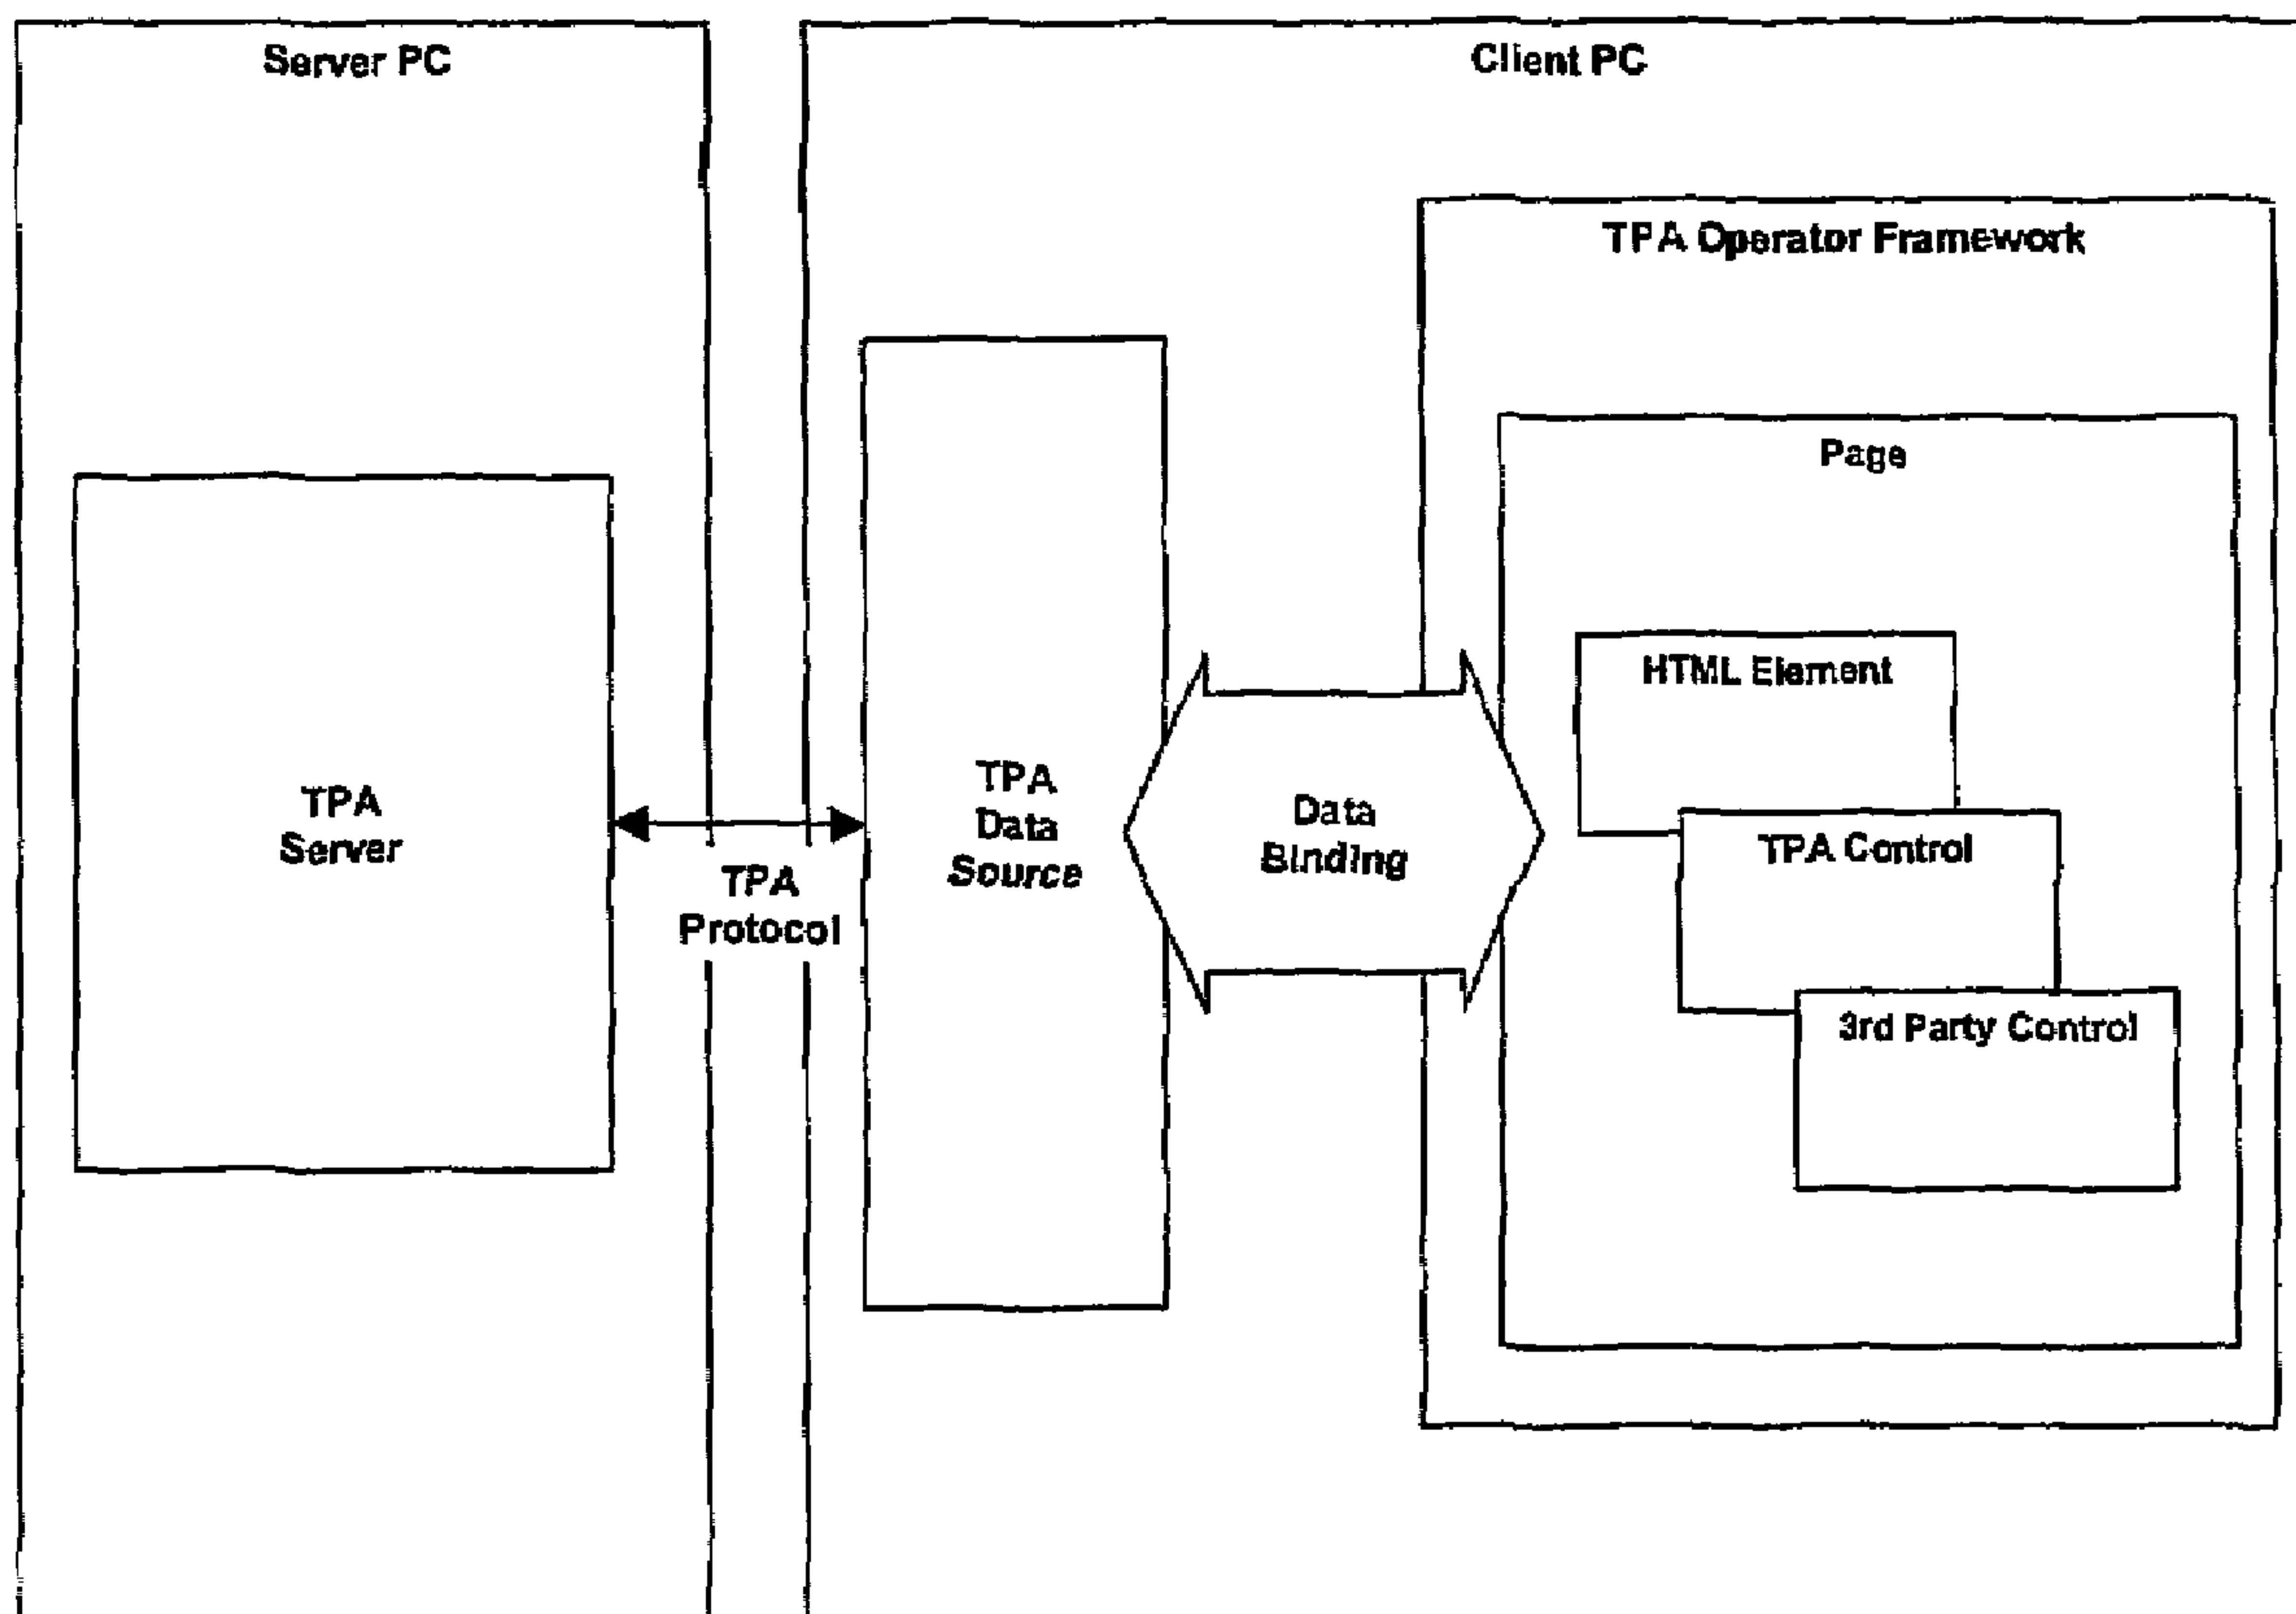 Server PC
Client PC
TPA Operator Framework
Page
HTML Element
TPA Control
3rd Party Control
TPA
Server
TPA
Protocol
TPA
Data
Source
Data
Binding